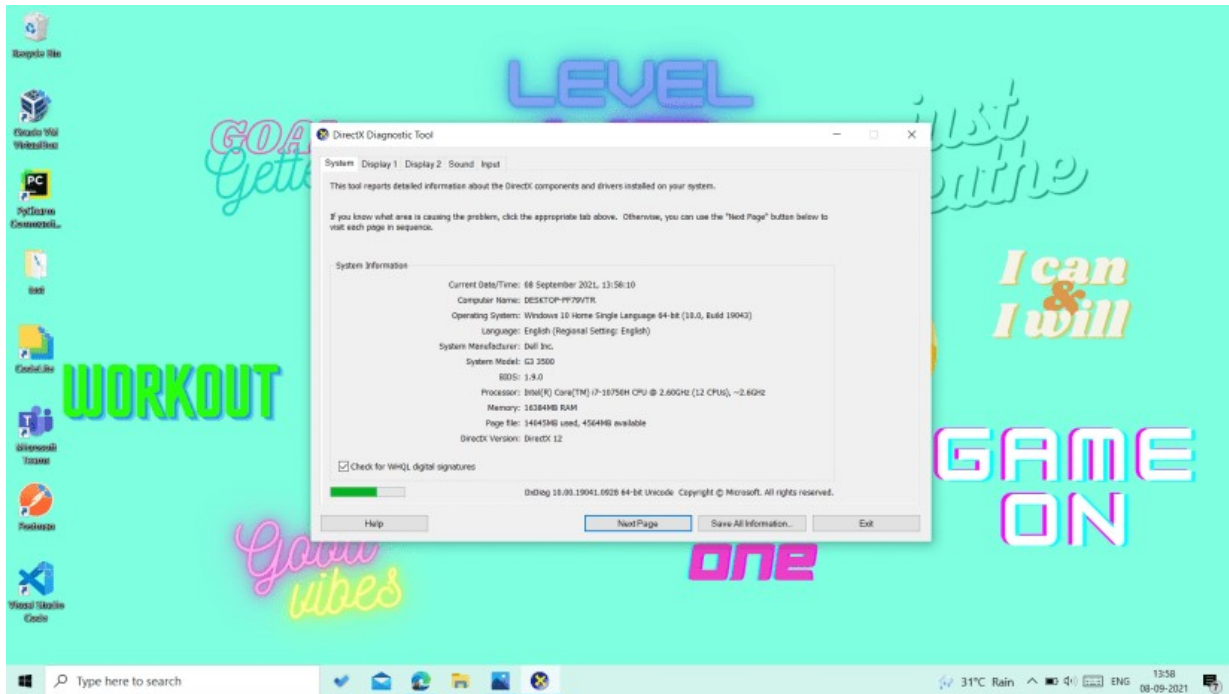 Recycle Bin
LEVEL
just
GOAL
Getter
DirectX Diagnostic Tool
System Display 1 Display 2 Sound Input
This tool reports detailed information about the DirectX components and drivers installed on your system.
If you know what area is causing the problem, click the appropriate tab above. Otherwise, you can use the "Next Page" button below to
visit each page in sequence.
System Information
Current Date/Time: 08 September 2021, 13:58:10
Computer Name: DESKTOP-PF79VTR
Operating System: Windows 10 Home Single Language 64-bit (10.0, Build 19043)
Language: English (Regional Setting: English)
System Manufacturer: Dell Inc.
System Model: G3 3500
BIOS: 1.9.0
Processor: Intel(R) Core(TM) i7-10750H CPU @ 2.60GHz (12 CPUs), ~2.6GHz
Memory: 16384MB RAM
Page file: 14045MB used, 4564MB available
DirectX Version: DirectX 12
Check for WHQL digital signatures
DxDiag 10.00.19041.0928 64-bit Unicode Copyright © Microsoft. All rights reserved.
Help Next Page Save All Information... Exit
PC
Microsoft
Teams
Postman
Visual Studio
Code
CodeLite
WORKOUT
I can
&
I will
GAME
ON
Good
vibes
one
Type here to search
31°C Rain
ENG
13:58
08-09-2021